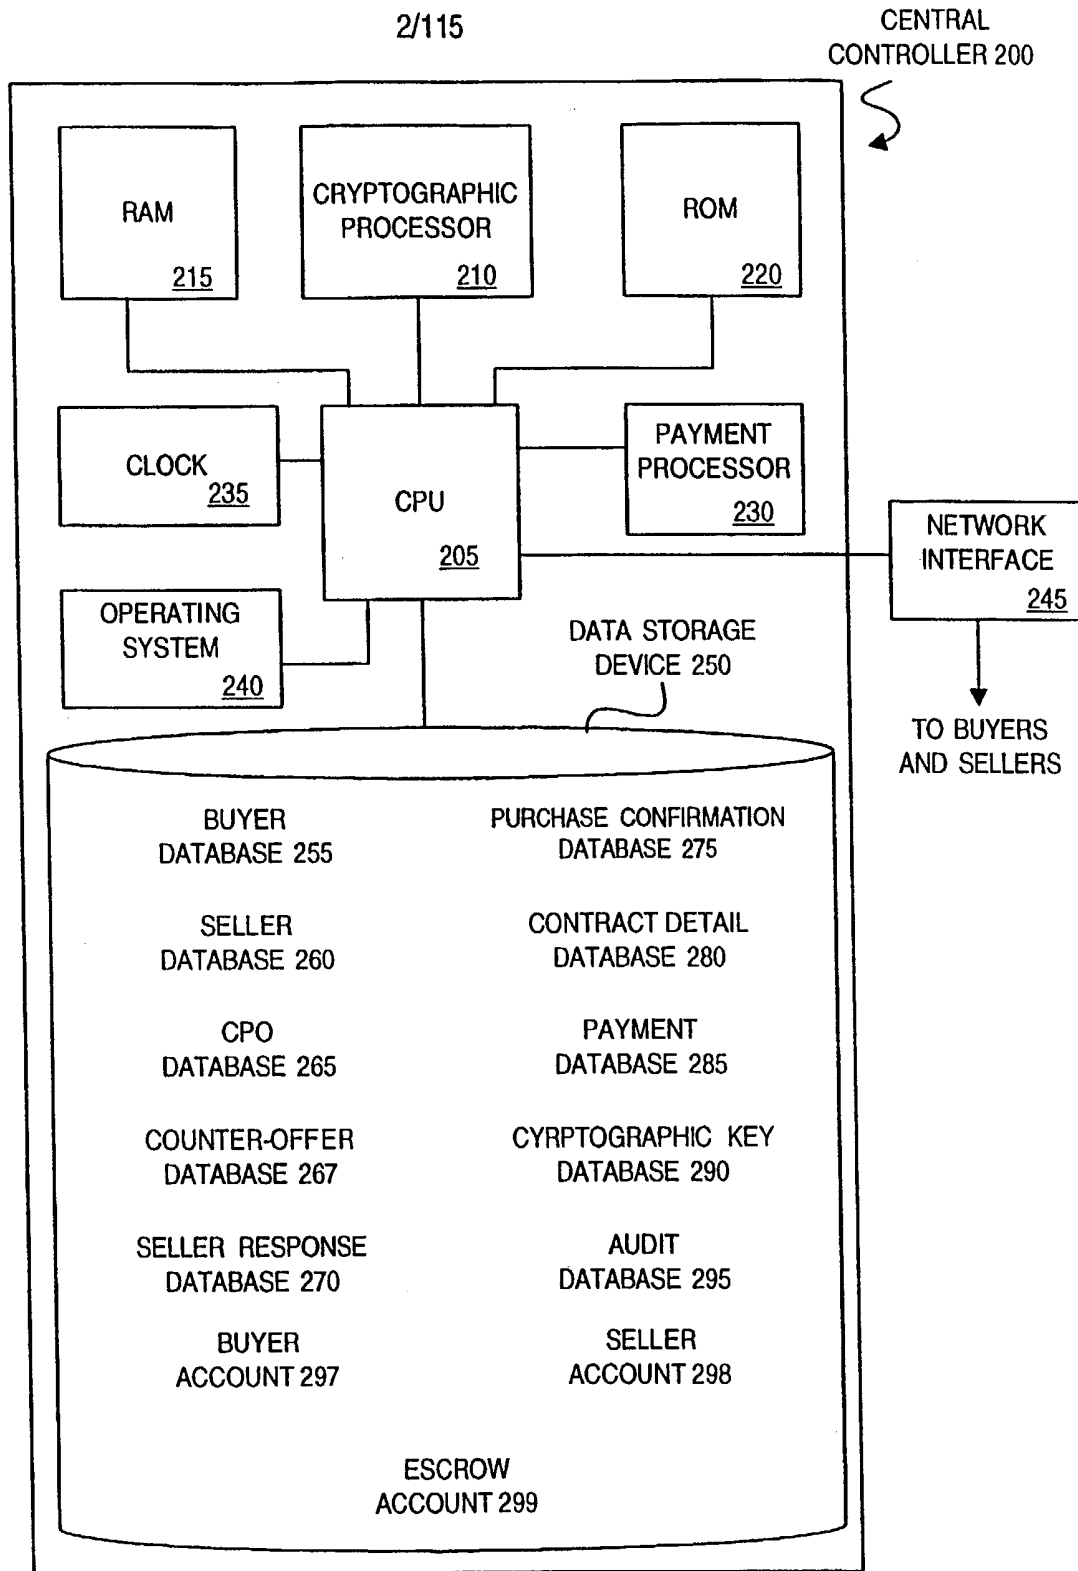 2/115
CENTRAL
CONTROLLER 200
RAM
215
CRYPTOGRAPHIC
PROCESSOR
210
ROM
220
CLOCK
235
CPU
205
PAYMENT
PROCESSOR
230
NETWORK
INTERFACE
245
OPERATING
SYSTEM
240
DATA STORAGE
DEVICE 250
TO BUYERS
AND SELLERS
BUYER
DATABASE 255
PURCHASE CONFIRMATION
DATABASE 275
SELLER
DATABASE 260
CONTRACT DETAIL
DATABASE 280
CPO
DATABASE 265
PAYMENT
DATABASE 285
COUNTER-OFFER
DATABASE 267
CYRPTOGRAPHIC KEY
DATABASE 290
SELLER RESPONSE
DATABASE 270
AUDIT
DATABASE 295
BUYER
ACCOUNT 297
SELLER
ACCOUNT 298
ESCROW
ACCOUNT 299